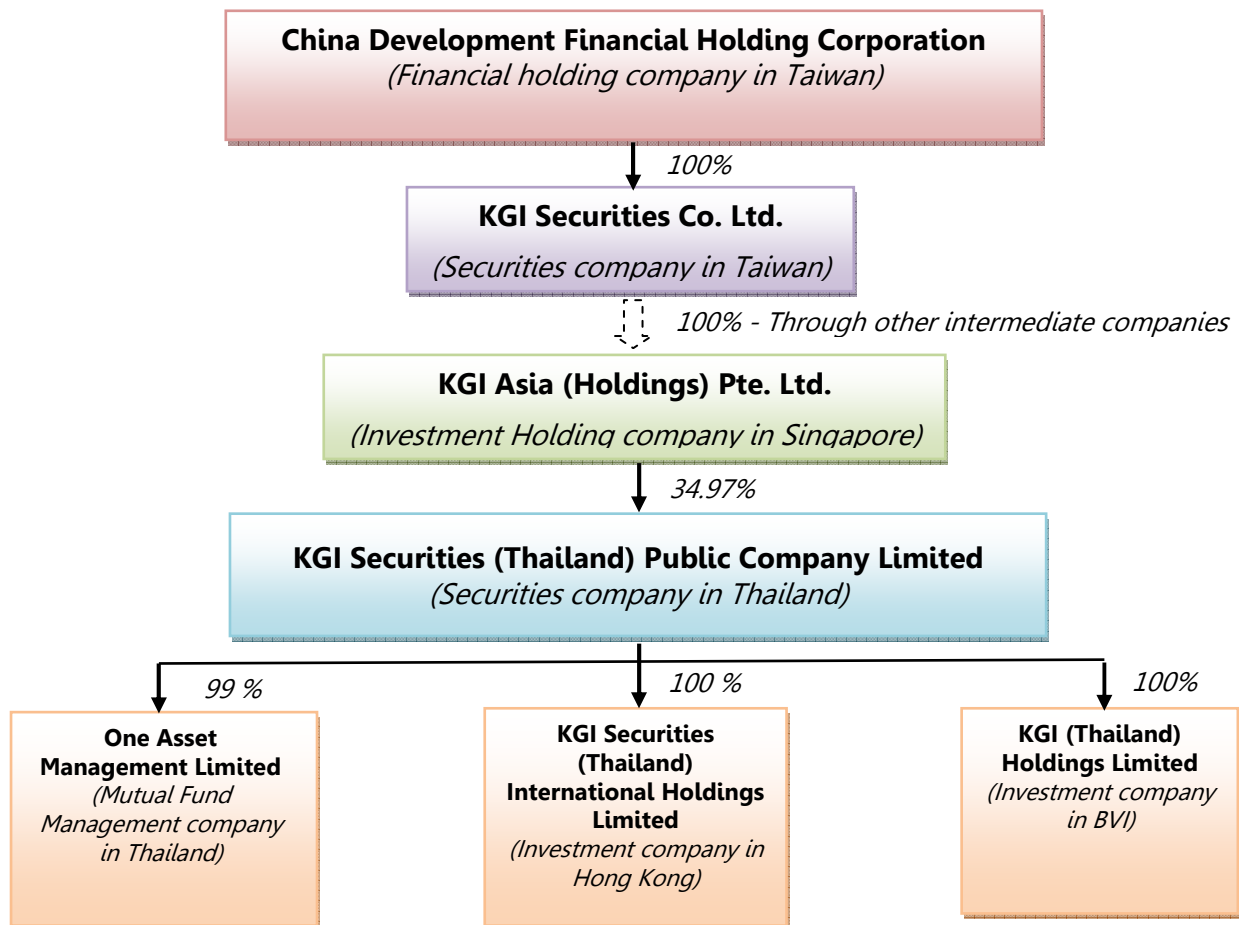 China Development Financial Holding Corporation
(Financial holding company in Taiwan)
100%
KGI Securities Co. Ltd.
(Securities company in Taiwan)
100% - Through other intermediate companies
KGI Asia (Holdings) Pte. Ltd.
(Investment Holding company in Singapore)
34.97%
KGI Securities (Thailand) Public Company Limited
(Securities company in Thailand)
99 %
100 %
100%
One Asset
Management Limited
(Mutual Fund
Management company
in Thailand)
KGI Securities
(Thailand)
International Holdings
Limited
(Investment company in
Hong Kong)
KGI (Thailand)
Holdings Limited
(Investment company
in BVI)